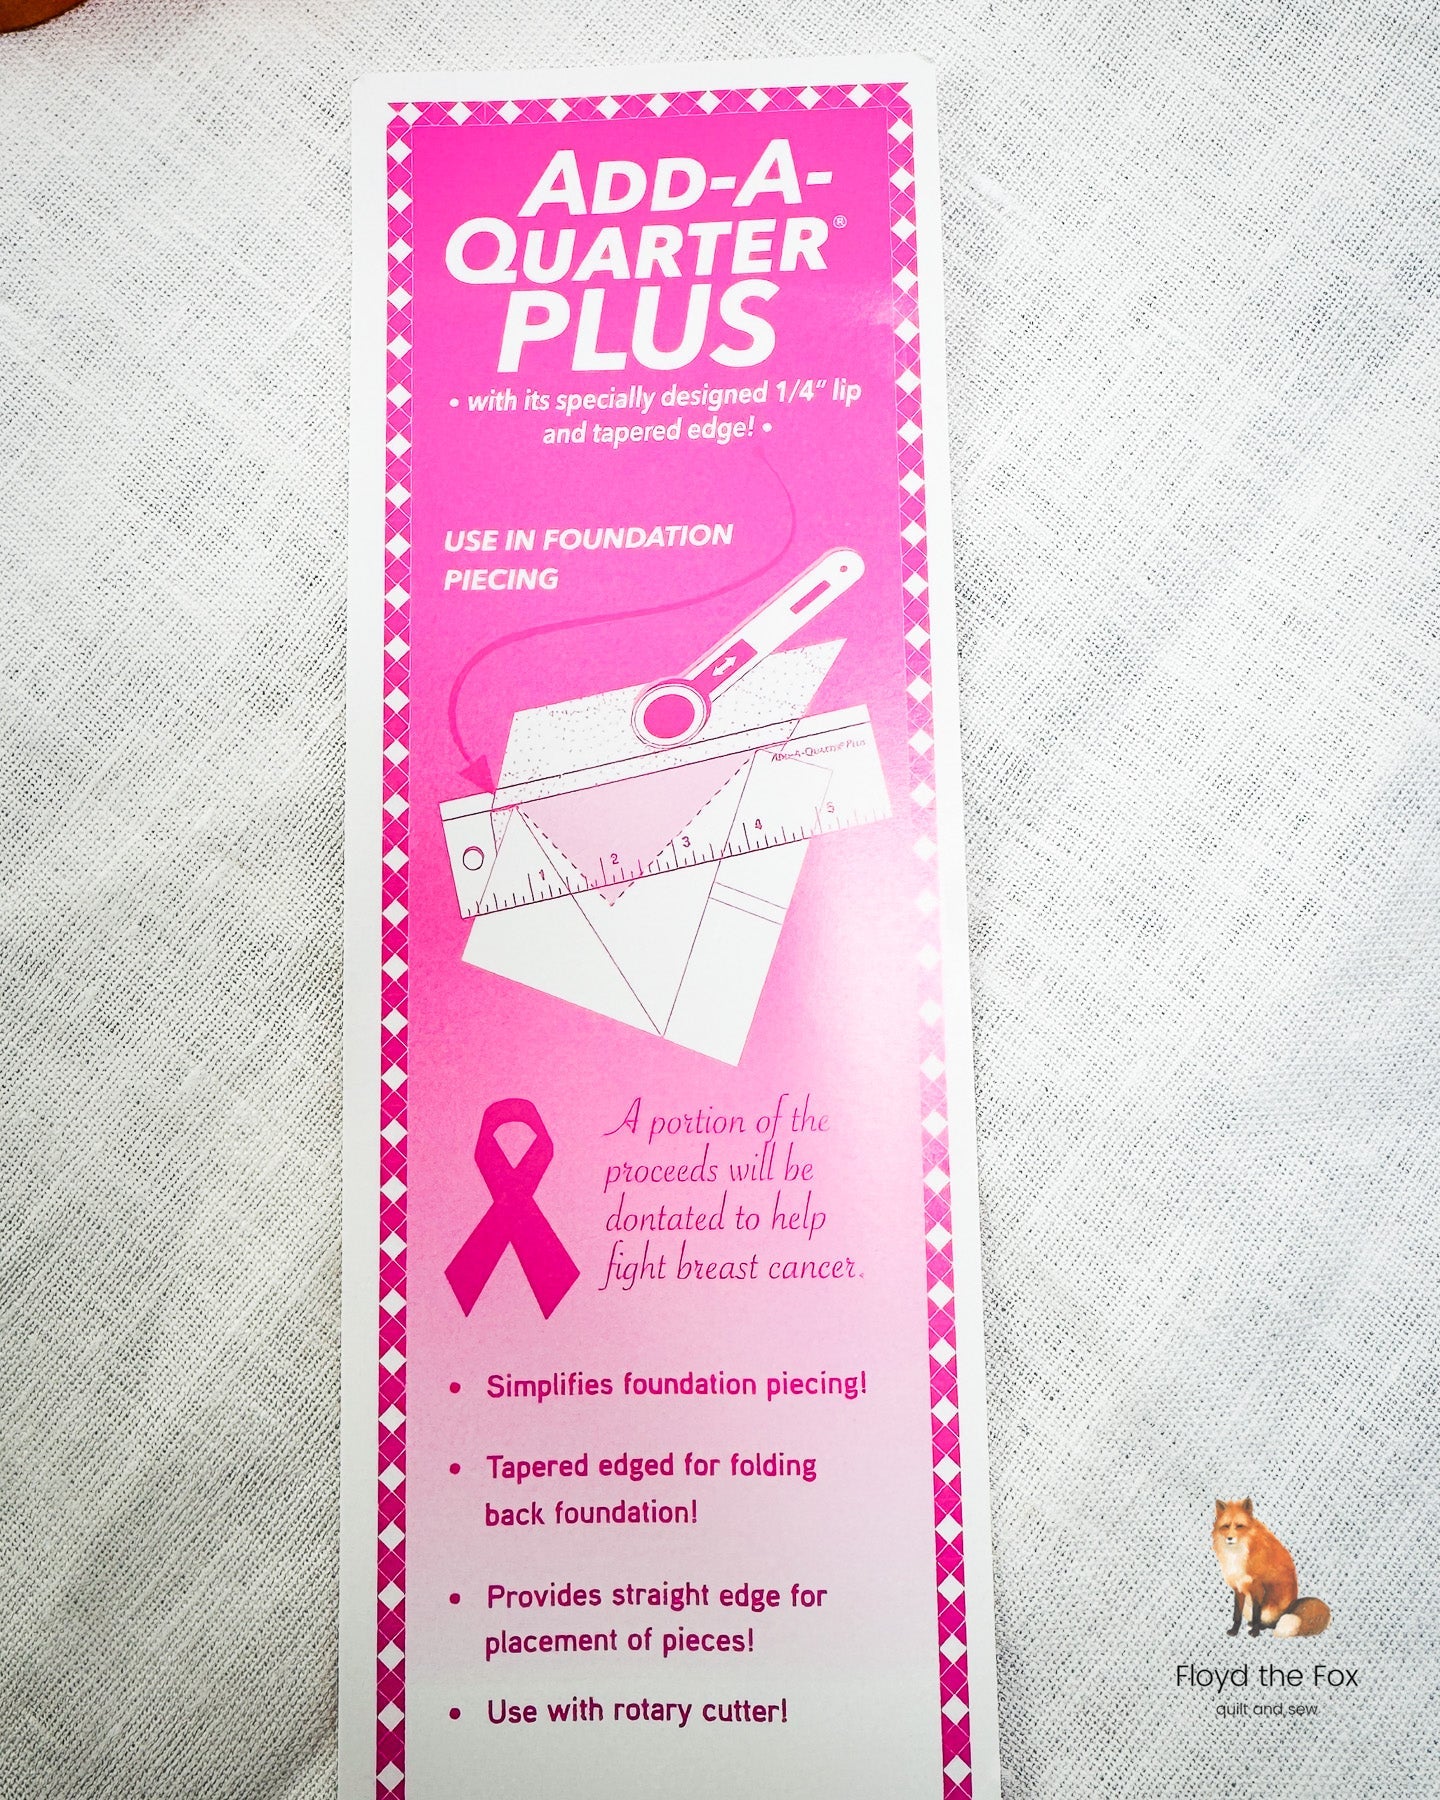 ADD-A-
QUARTER®
PLUS
• with its specially designed 1/4" lip
and tapered edge! •
USE IN FOUNDATION
PIECING
ADD-A-QUARTER® PLUS
1 2 3 4 5
A portion of the
proceeds will be
dontated to help
fight breast cancer.
• Simplifies foundation piecing!
• Tapered edged for folding
back foundation!
• Provides straight edge for
placement of pieces!
• Use with rotary cutter!
Floyd the Fox
quilt and sew